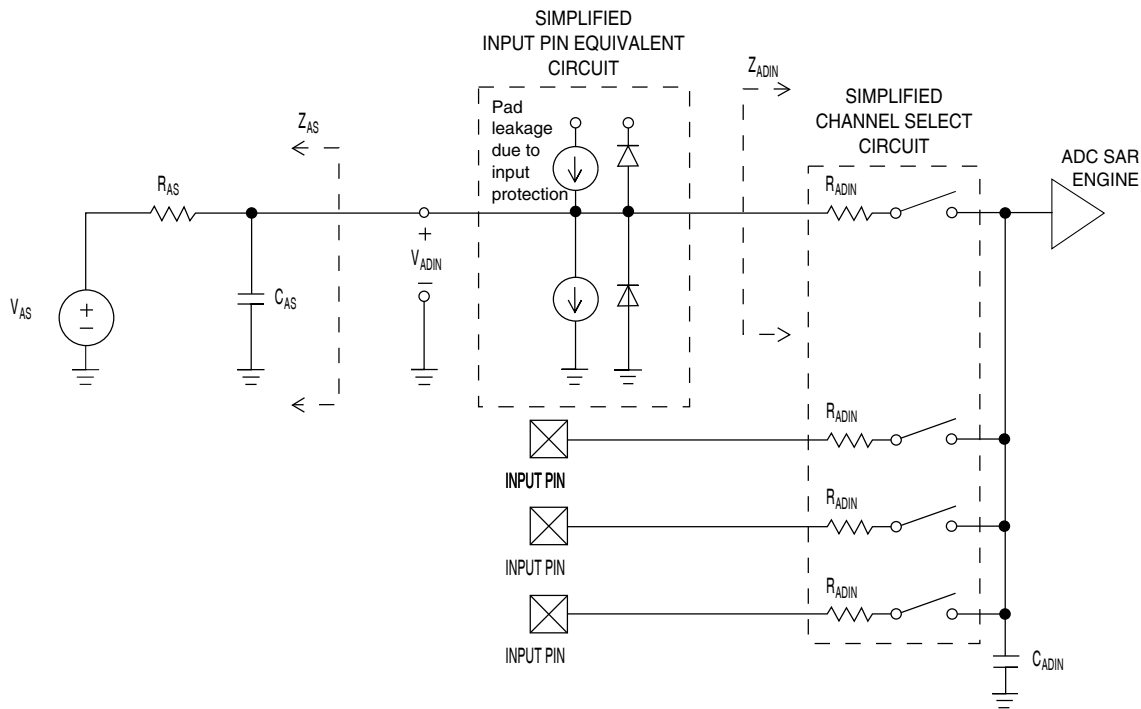 SIMPLIFIED
INPUT PIN EQUIVALENT
CIRCUIT
Pad
leakage
due to
input
protection
Z_AS
R_AS
C_AS
V_AS
+
−
+
V_ADIN
−
Z_ADIN
SIMPLIFIED
CHANNEL SELECT
CIRCUIT
R_ADIN
ADC SAR
ENGINE
R_ADIN
INPUT PIN
R_ADIN
INPUT PIN
R_ADIN
INPUT PIN
C_ADIN